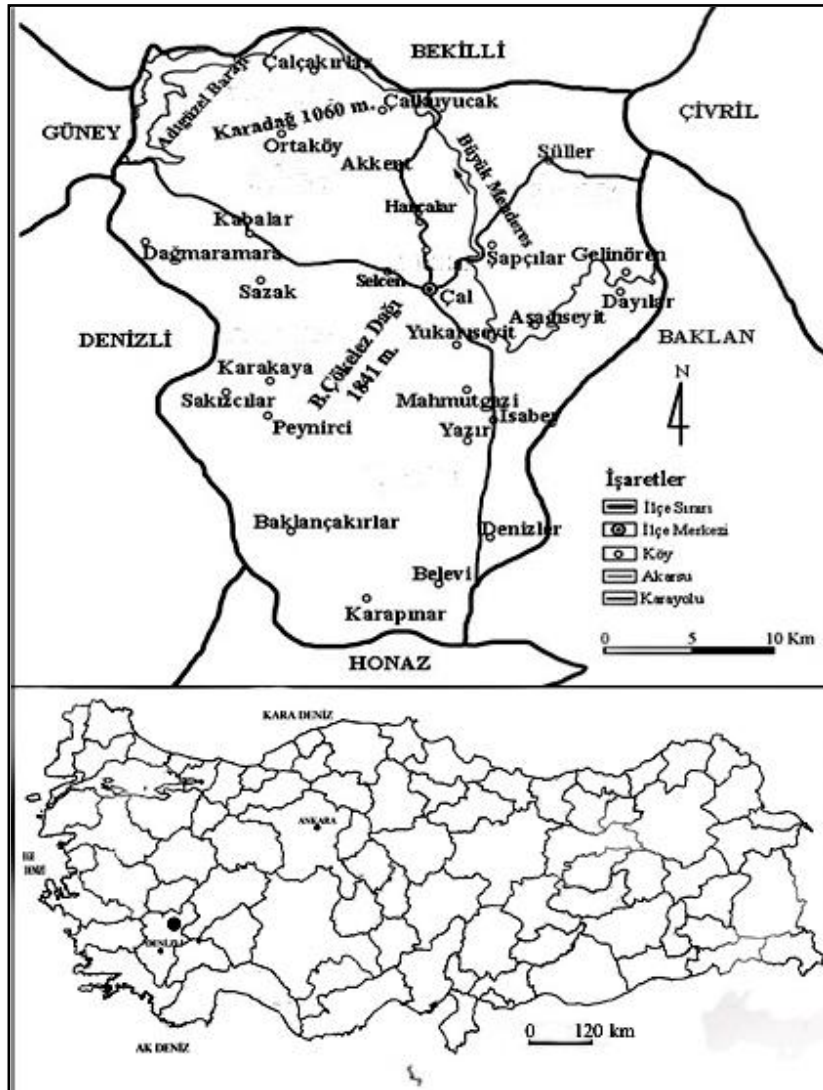 BEKİLLİ
Çalçakırlar
Adıgüzel Barajı
ÇİVRİL
GÜNEY
Karadağ 1060 m.
Çalkuyucak
Ortaköy
Büyük Menderes
Süller
Akkent
Hançalar
Kabalar
Dağmaramara
Şapçılar
Gelinören
Selcen
Sazak
Çal
Dayılar
DENİZLİ
B.Çökelez Dağı
1841 m.
Yukarıseyit
Aşağıseyit
BAKLAN
Karakaya
N
Sakızcılar
Mahmutgazi
Peynirci
İsabey
Yazır
İşaretler
İlçe Sınırı
İlçe Merkezi
Köy
Akarsu
Karayolu
Baklançakırlar
Denizler
Belevi
Karapınar
0 5 10 Km
HONAZ
KARA DENİZ
ANKARA
DENİZLİ
AK DENİZ
0 120 km